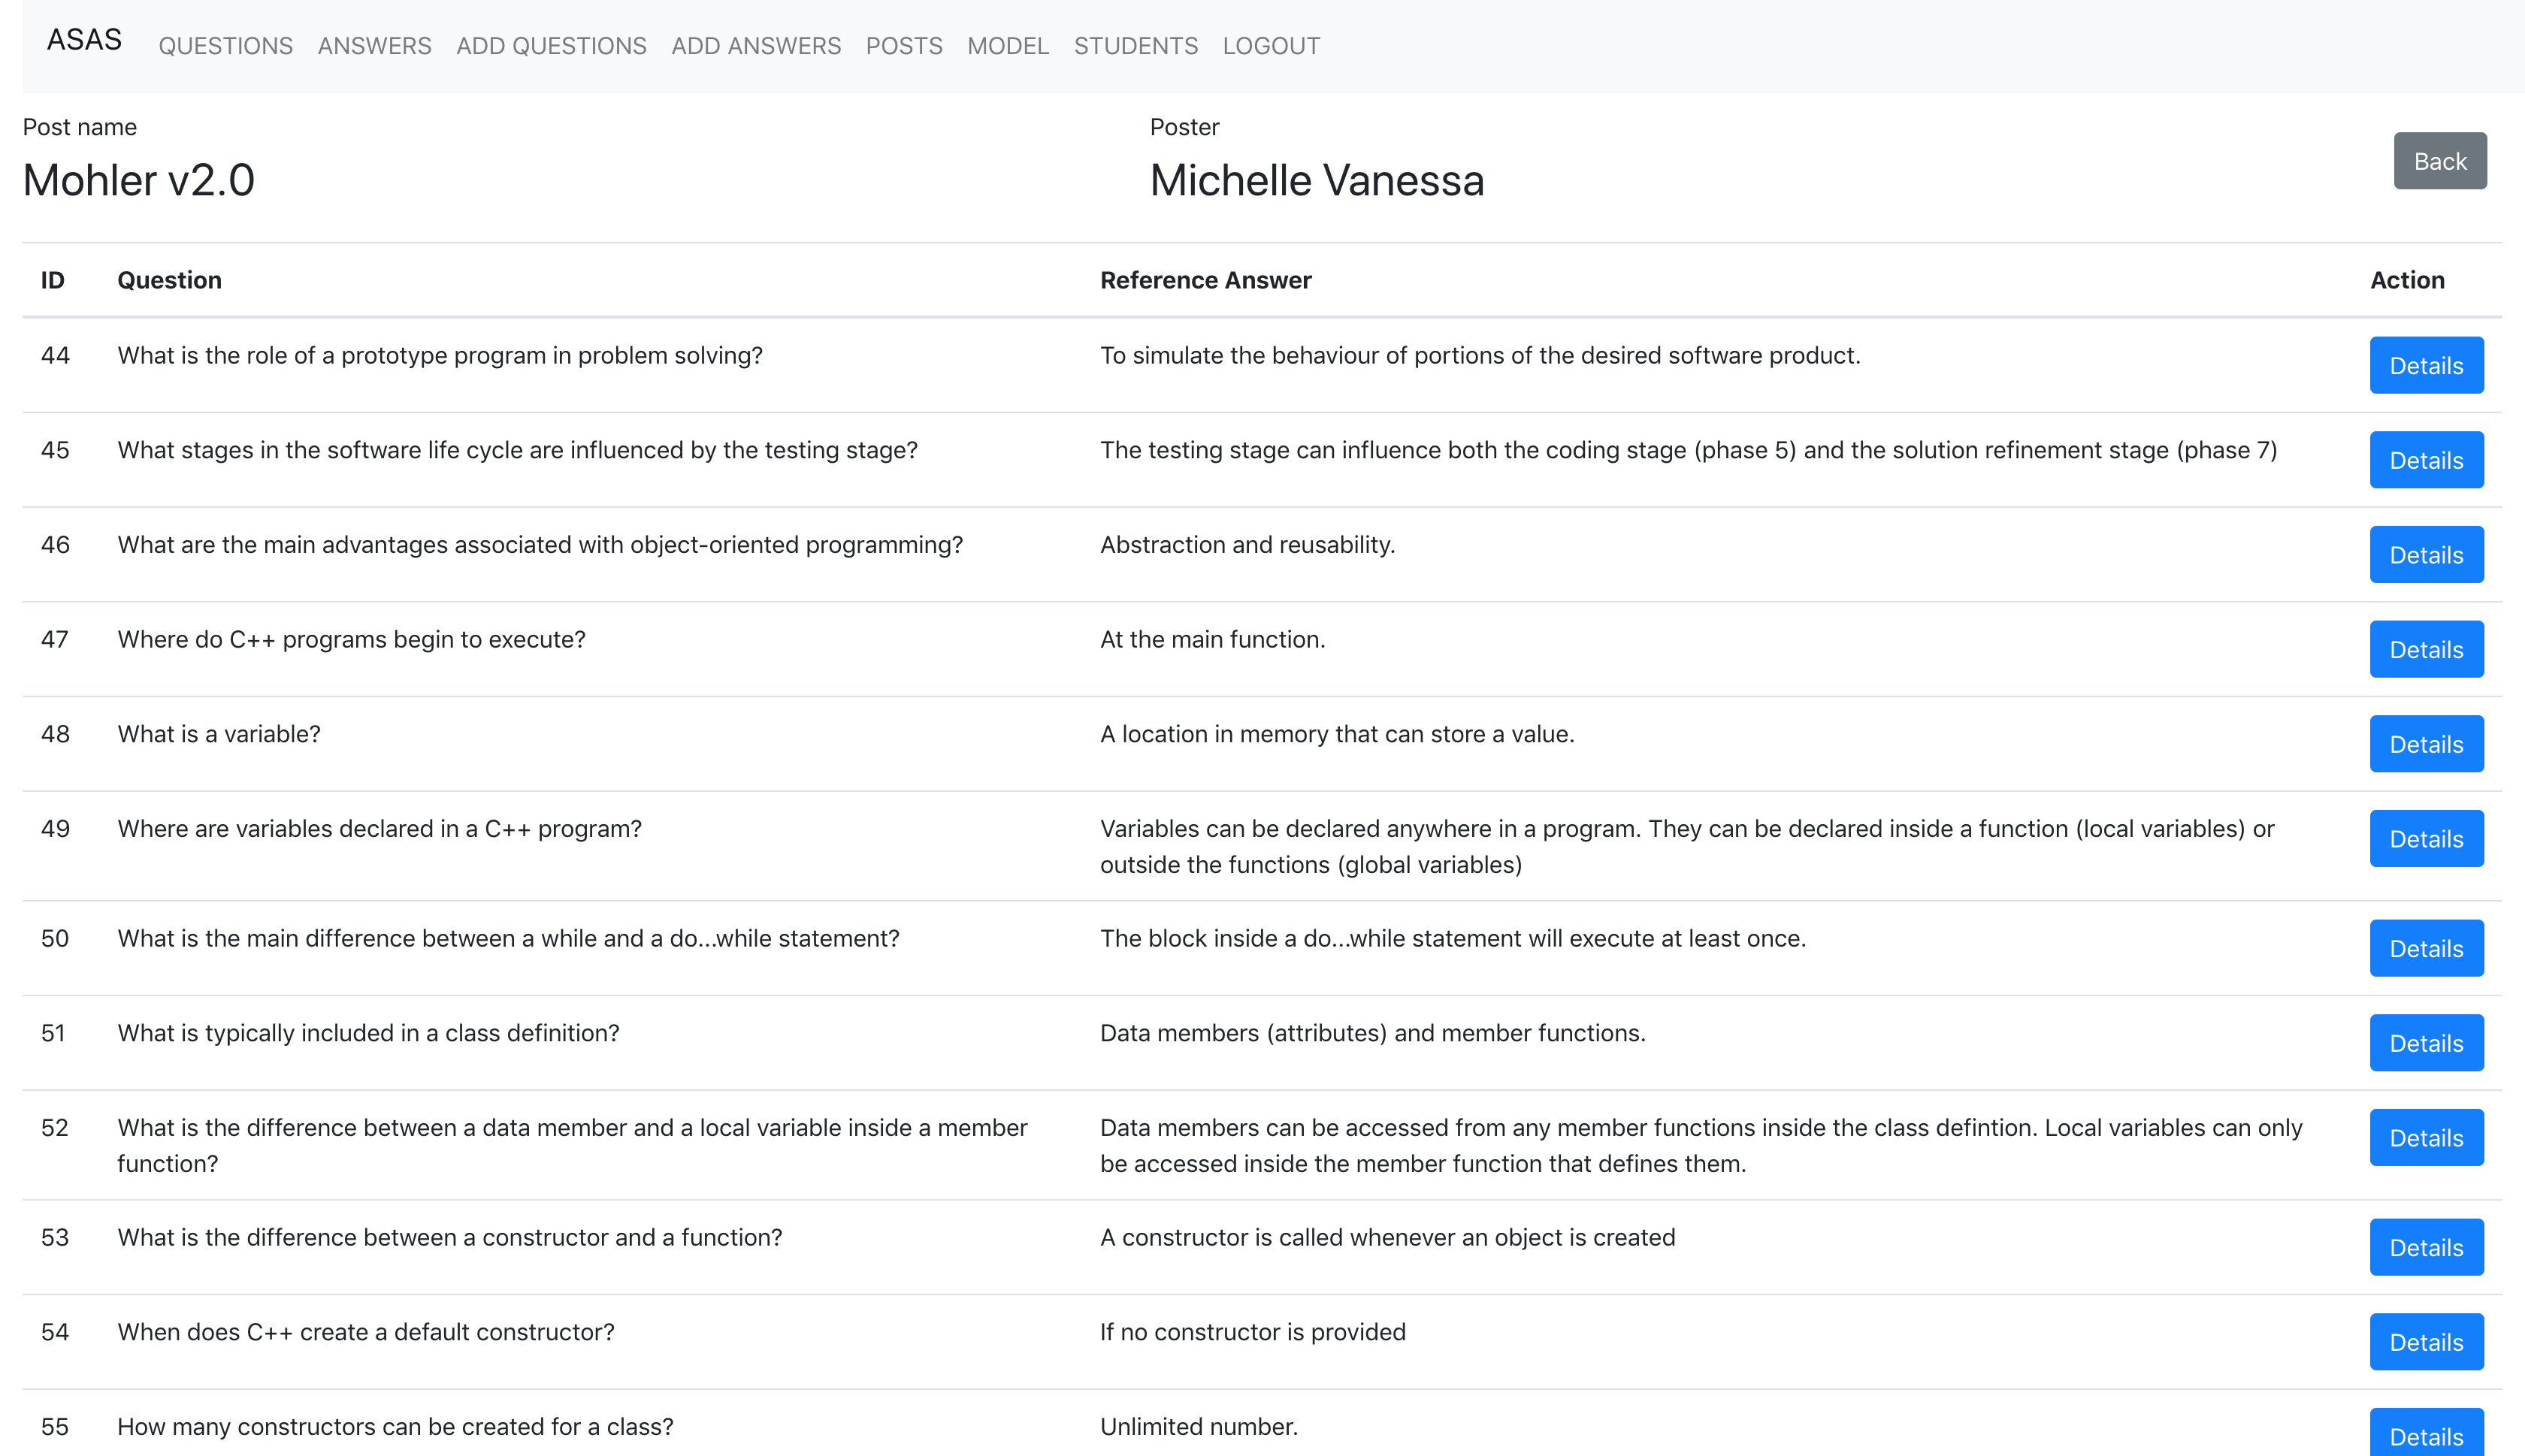 ASAS QUESTIONS ANSWERS ADD QUESTIONS ADD ANSWERS POSTS MODEL STUDENTS LOGOUT
Post name
Mohler v2.0
Poster
Michelle Vanessa
Back
ID Question Reference Answer Action
44 What is the role of a prototype program in problem solving? To simulate the behaviour of portions of the desired software product. Details
45 What stages in the software life cycle are influenced by the testing stage? The testing stage can influence both the coding stage (phase 5) and the solution refinement stage (phase 7) Details
46 What are the main advantages associated with object-oriented programming? Abstraction and reusability. Details
47 Where do C++ programs begin to execute? At the main function. Details
48 What is a variable? A location in memory that can store a value. Details
49 Where are variables declared in a C++ program? Variables can be declared anywhere in a program. They can be declared inside a function (local variables) or
outside the functions (global variables) Details
50 What is the main difference between a while and a do...while statement? The block inside a do...while statement will execute at least once. Details
51 What is typically included in a class definition? Data members (attributes) and member functions. Details
52 What is the difference between a data member and a local variable inside a member
function? Data members can be accessed from any member functions inside the class defintion. Local variables can only
be accessed inside the member function that defines them. Details
53 What is the difference between a constructor and a function? A constructor is called whenever an object is created Details
54 When does C++ create a default constructor? If no constructor is provided Details
55 How many constructors can be created for a class? Unlimited number. Details